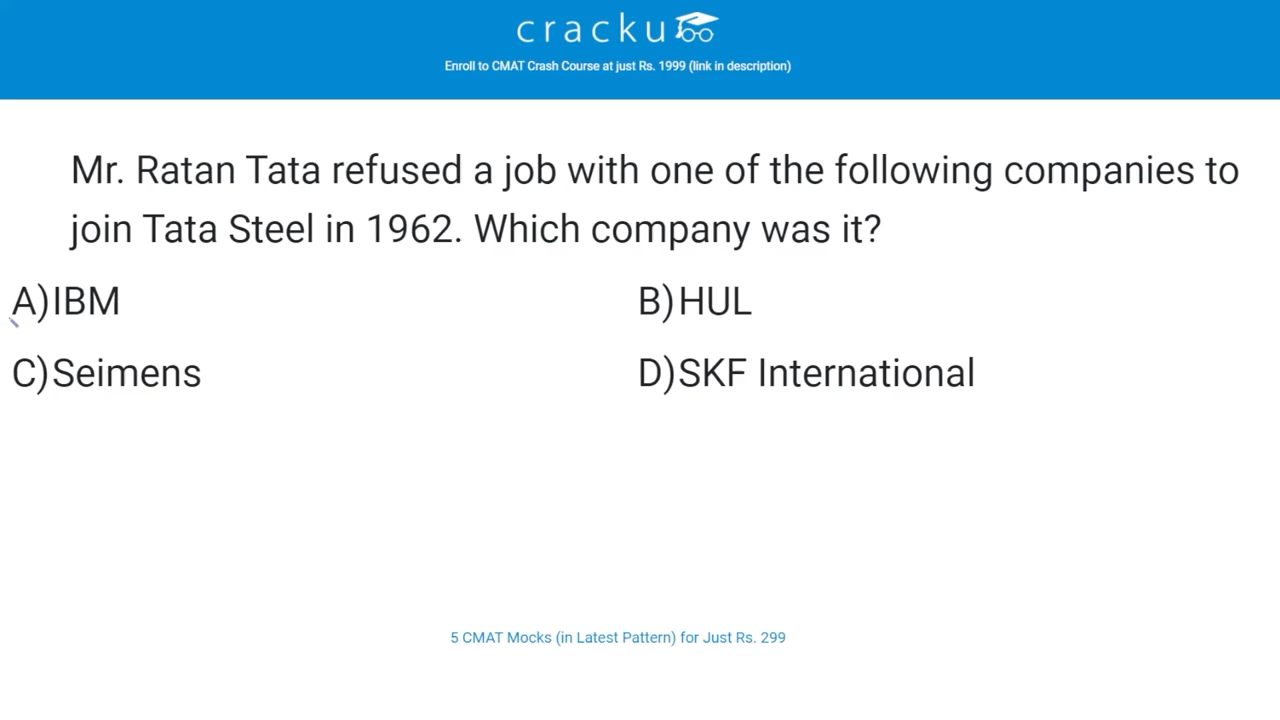 cracku
Enroll to CMAT Crash Course at just Rs. 1999 (link in description)
Mr. Ratan Tata refused a job with one of the following companies to
join Tata Steel in 1962. Which company was it?
A)IBM
B)HUL
C)Seimens
D)SKF International
5 CMAT Mocks (in Latest Pattern) for Just Rs. 299